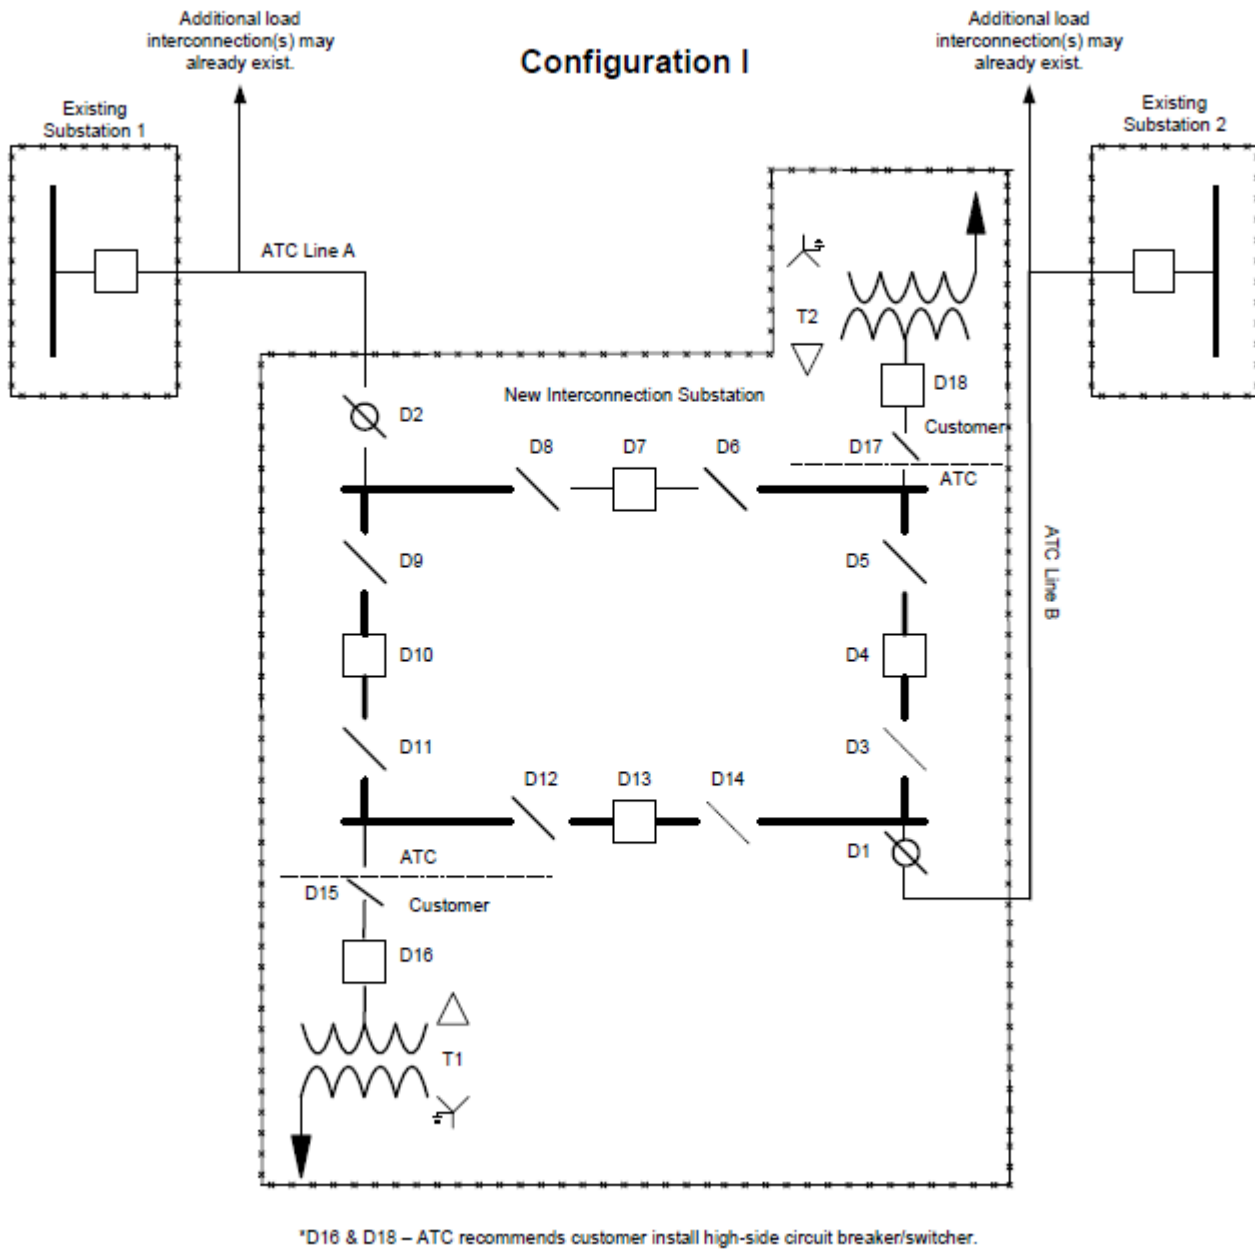 Additional load
interconnection(s) may
already exist.
Configuration I
Additional load
interconnection(s) may
already exist.
Existing
Substation 1
Existing
Substation 2
ATC Line A
T2
D18
New Interconnection Substation
D2
Customer
D8
D7
D6
D17
ATC
D9
D5
ATC Line B
D10
D4
D11
D3
D12
D13
D14
D1
ATC
D15
Customer
D16
T1
*D16 & D18 – ATC recommends customer install high-side circuit breaker/switcher.